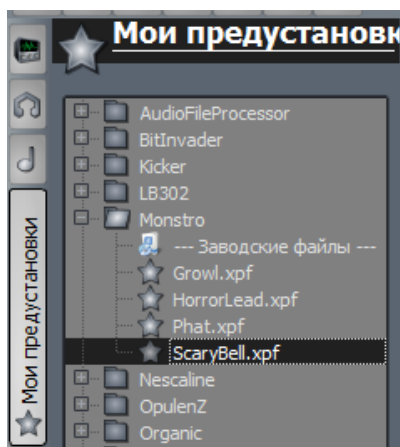 Мои предустановк
AudioFileProcessor
BitInvader
Kicker
LB302
Monstro
--- Заводские файлы ---
Growl.xpf
HorrorLead.xpf
Phat.xpf
ScaryBell.xpf
Nescaline
OpulenZ
Organic
Мои предустановки